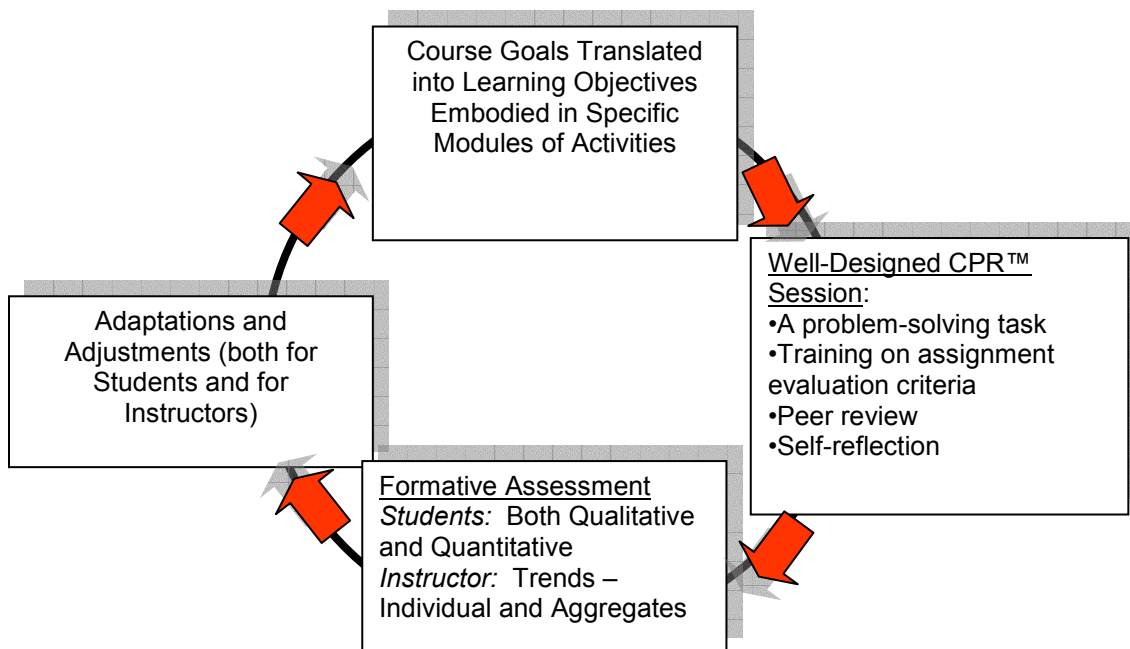 Course Goals Translated
into Learning Objectives
Embodied in Specific
Modules of Activities
Well-Designed CPR™
Session:
•A problem-solving task
•Training on assignment
evaluation criteria
•Peer review
•Self-reflection
Formative Assessment
Students: Both Qualitative
and Quantitative
Instructor: Trends –
Individual and Aggregates
Adaptations and
Adjustments (both for
Students and for
Instructors)